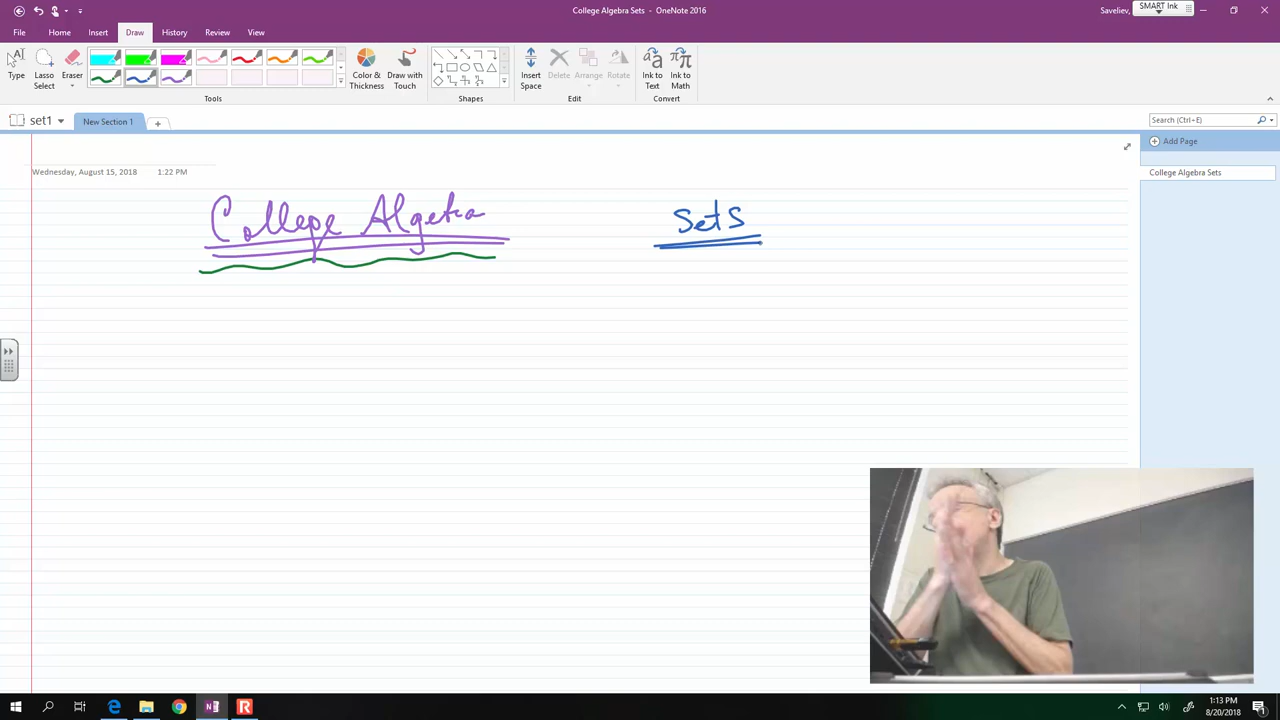 College Algebra Sets - OneNote 2016
Saveliev,
SMART Ink
File Home Insert Draw History Review View
Type
Lasso Select
Eraser
Color & Thickness
Draw with Touch
Insert Space
Delete
Arrange
Rotate
Ink to Text
Ink to Math
Tools Shapes Edit Convert
set1 New Section 1
Search (Ctrl+E)
Add Page
College Algebra Sets
Wednesday, August 15, 2018 1:22 PM
College Algebra Sets
1:13 PM
8/20/2018